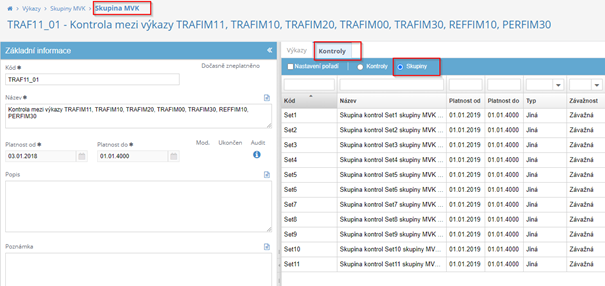 Výkazy > Skupiny MVK > Skupina MVK
TRAF11_01 - Kontrola mezi výkazy TRAFIM11, TRAFIM10, TRAFIM20, TRAFIM00, TRAFIM30, REFFIM10, PERFIM30
Základní informace
Kód ✱ Dočasně zneplatněno
TRAF11_01
Název ✱
Kontrola mezi výkazy TRAFIM11, TRAFIM10, TRAFIM20, TRAFIM00, TRAFIM30, REFFIM10,
PERFIM30
Platnost od ✱ Platnost do ✱ Mod. Ukončen Audit
03.01.2018 01.01.4000
Popis
Poznámka
Výkazy Kontroly
Nastavení pořadí Kontroly Skupiny
Kód Název Platnost od Platnost do Typ Závažnost
Set1 Skupina kontrol Set1 skupiny MVK ... 01.01.2019 01.01.4000 Jiná Závažná
Set2 Skupina kontrol Set2 skupiny MVK ... 01.01.2019 01.01.4000 Jiná Závažná
Set3 Skupina kontrol Set3 skupiny MVK ... 01.01.2019 01.01.4000 Jiná Závažná
Set4 Skupina kontrol Set4 skupiny MVK ... 01.01.2019 01.01.4000 Jiná Závažná
Set5 Skupina kontrol Set5 skupiny MVK ... 01.01.2019 01.01.4000 Jiná Závažná
Set6 Skupina kontrol Set6 skupiny MVK ... 01.01.2019 01.01.4000 Jiná Závažná
Set7 Skupina kontrol Set7 skupiny MVK ... 01.01.2019 01.01.4000 Jiná Závažná
Set8 Skupina kontrol Set8 skupiny MVK ... 01.01.2019 01.01.4000 Jiná Závažná
Set9 Skupina kontrol Set9 skupiny MVK ... 01.01.2019 01.01.4000 Jiná Závažná
Set10 Skupina kontrol Set10 skupiny MV... 01.01.2019 01.01.4000 Jiná Závažná
Set11 Skupina kontrol Set11 skupiny MV... 01.01.2019 01.01.4000 Jiná Závažná